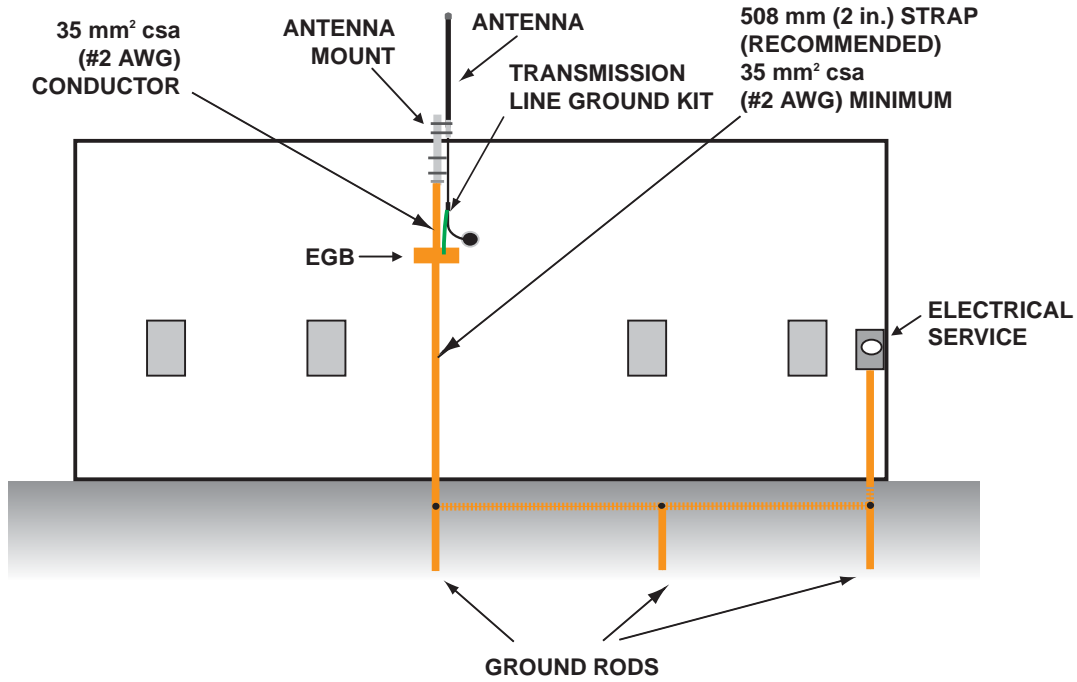 35 mm² csa
(#2 AWG)
CONDUCTOR
ANTENNA
MOUNT
ANTENNA
TRANSMISSION
LINE GROUND KIT
508 mm (2 in.) STRAP
(RECOMMENDED)
35 mm² csa
(#2 AWG) MINIMUM
EGB
ELECTRICAL
SERVICE
GROUND RODS